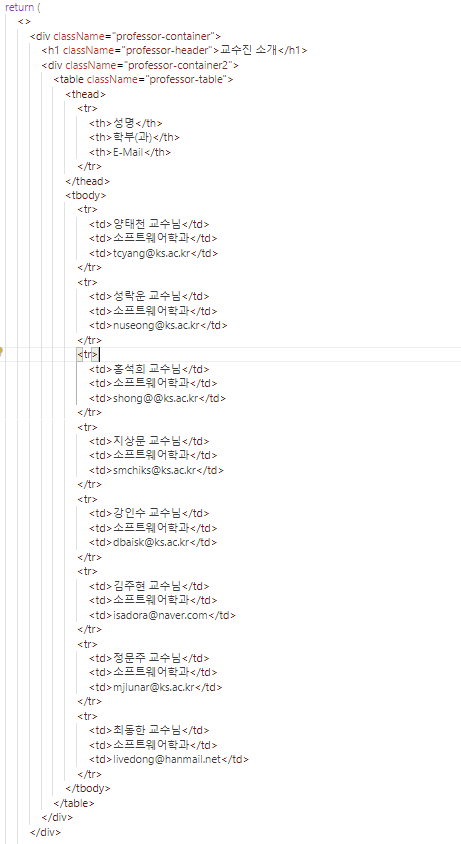 return (
<>
<div className="professor-container">
<h1 className="professor-header">교수진 소개</h1>
<div className="professor-container2">
<table className="professor-table">
<thead>
<tr>
<th>성명</th>
<th>학부(과)</th>
<th>E-Mail</th>
</tr>
</thead>
<tbody>
<tr>
<td>양태천 교수님</td>
<td>소프트웨어학과</td>
<td>tcyang@ks.ac.kr</td>
</tr>
<tr>
<td>성락운 교수님</td>
<td>소프트웨어학과</td>
<td>nuseong@ks.ac.kr</td>
</tr>
<tr>
<td>홍석희 교수님</td>
<td>소프트웨어학과</td>
<td>shong@@ks.ac.kr</td>
</tr>
<tr>
<td>지상문 교수님</td>
<td>소프트웨어학과</td>
<td>smchiks@ks.ac.kr</td>
</tr>
<tr>
<td>강인수 교수님</td>
<td>소프트웨어학과</td>
<td>dbaisk@ks.ac.kr</td>
</tr>
<tr>
<td>김주현 교수님</td>
<td>소프트웨어학과</td>
<td>isadora@naver.com</td>
</tr>
<tr>
<td>정문주 교수님</td>
<td>소프트웨어학과</td>
<td>mjlunar@ks.ac.kr</td>
</tr>
<tr>
<td>최동한 교수님</td>
<td>소프트웨어학과</td>
<td>livedong@hanmail.net</td>
</tr>
</tbody>
</table>
</div>
</div>